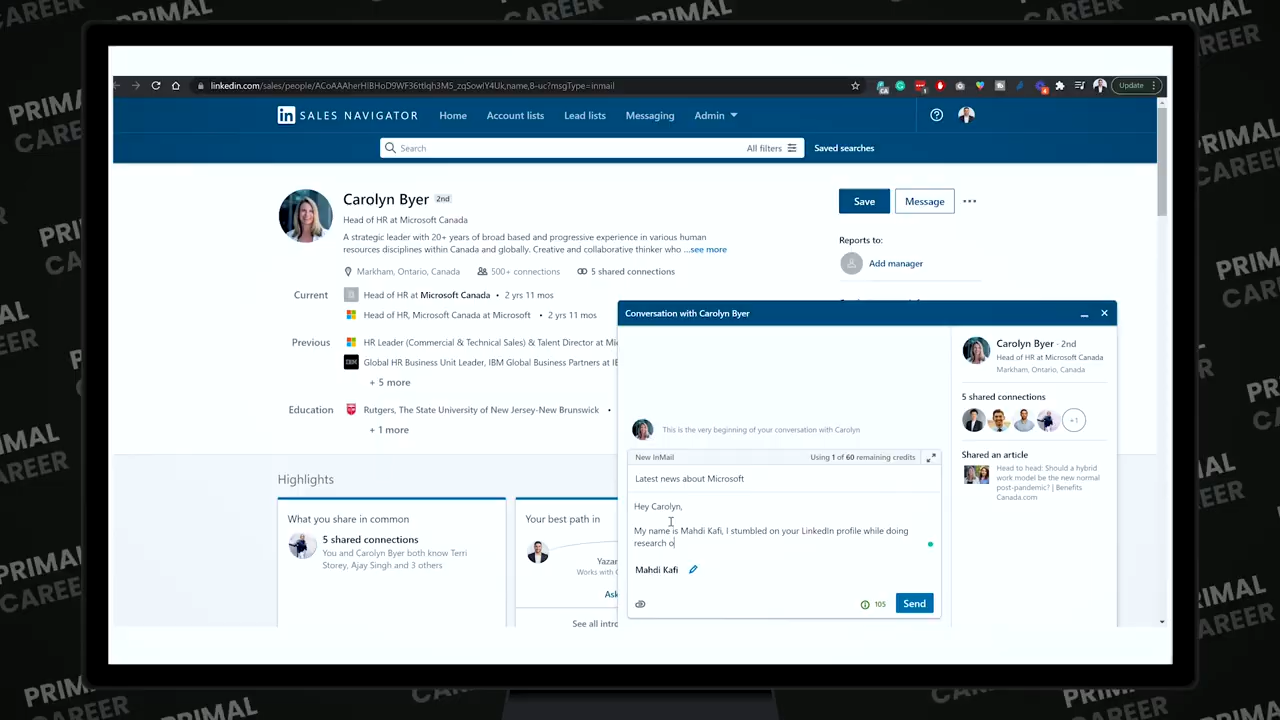 PRIMAL
CAREER
linkedin.com/sales/people/ACoAAAherHIBHoD9WF36ttlqh3M5_zqSowIY4Uk,name,8-uc?msgType=inmail
Update
in SALES NAVIGATOR
Home
Account lists
Lead lists
Messaging
Admin
Search
All filters
Saved searches
Carolyn Byer 2nd
Head of HR at Microsoft Canada
A strategic leader with 20+ years of broad based and progressive experience in various human
resources disciplines within Canada and globally. Creative and collaborative thinker who ...see more
Markham, Ontario, Canada
500+ connections
5 shared connections
Save
Message
Reports to:
Add manager
Current
Head of HR at Microsoft Canada • 2 yrs 11 mos
Head of HR, Microsoft Canada at Microsoft • 2 yrs 11 mos
Previous
HR Leader (Commercial & Technical Sales) & Talent Director at Mi
IBM
Global HR Business Unit Leader, IBM Global Business Partners at IB
+ 5 more
Education
Rutgers, The State University of New Jersey-New Brunswick •
+ 1 more
Highlights
What you share in common
5 shared connections
You and Carolyn Byer both know Terri
Storey, Ajay Singh and 3 others
Your best path in
Yazar
Works with C
Ask
See all intro
Conversation with Carolyn Byer
This is the very beginning of your conversation with Carolyn
New InMail
Using 1 of 60 remaining credits
Latest news about Microsoft
Hey Carolyn,
My name is Mahdi Kafi, I stumbled on your LinkedIn profile while doing
research o
Mahdi Kafi
105
Send
Carolyn Byer · 2nd
Head of HR at Microsoft Canada
Markham, Ontario, Canada
5 shared connections
+1
Shared an article
Head to head: Should a hybrid
work model be the new normal
post-pandemic? | Benefits
Canada.com